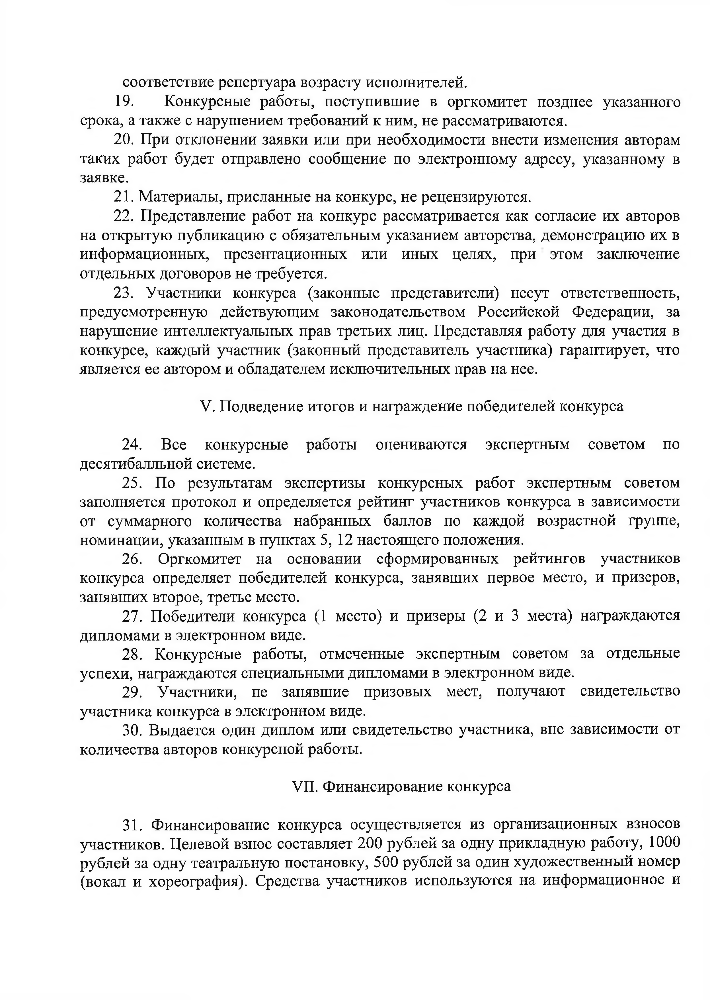 соответствие репертуара возрасту исполнителей.
19. Конкурсные работы, поступившие в оргкомитет позднее указанного
срока, а также с нарушением требований к ним, не рассматриваются.
20. При отклонении заявки или при необходимости внести изменения авторам
таких работ будет отправлено сообщение по электронному адресу, указанному в
заявке.
21. Материалы, присланные на конкурс, не рецензируются.
22. Представление работ на конкурс рассматривается как согласие их авторов
на открытую публикацию с обязательным указанием авторства, демонстрацию их в
информационных, презентационных или иных целях, при этом заключение
отдельных договоров не требуется.
23. Участники конкурса (законные представители) несут ответственность,
предусмотренную действующим законодательством Российской Федерации, за
нарушение интеллектуальных прав третьих лиц. Представляя работу для участия в
конкурсе, каждый участник (законный представитель участника) гарантирует, что
является ее автором и обладателем исключительных прав на нее.
V. Подведение итогов и награждение победителей конкурса
24. Все конкурсные работы оцениваются экспертным советом по
десятибалльной системе.
25. По результатам экспертизы конкурсных работ экспертным советом
заполняется протокол и определяется рейтинг участников конкурса в зависимости
от суммарного количества набранных баллов по каждой возрастной группе,
номинации, указанным в пунктах 5, 12 настоящего положения.
26. Оргкомитет на основании сформированных рейтингов участников
конкурса определяет победителей конкурса, занявших первое место, и призеров,
занявших второе, третье место.
27. Победители конкурса (1 место) и призеры (2 и 3 места) награждаются
дипломами в электронном виде.
28. Конкурсные работы, отмеченные экспертным советом за отдельные
успехи, награждаются специальными дипломами в электронном виде.
29. Участники, не занявшие призовых мест, получают свидетельство
участника конкурса в электронном виде.
30. Выдается один диплом или свидетельство участника, вне зависимости от
количества авторов конкурсной работы.
VII. Финансирование конкурса
31. Финансирование конкурса осуществляется из организационных взносов
участников. Целевой взнос составляет 200 рублей за одну прикладную работу, 1000
рублей за одну театральную постановку, 500 рублей за один художественный номер
(вокал и хореография). Средства участников используются на информационное и